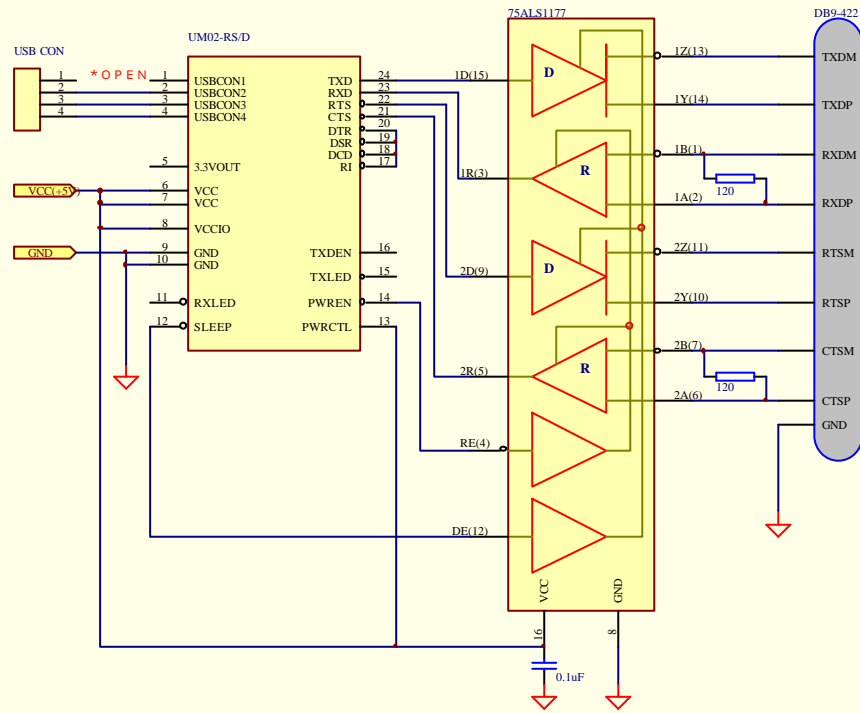 75ALS1177
DB9-422
UM02-RS/D
USB CON
*OPEN
1
2
3
4
1 USBCON1
2 USBCON2
3 USBCON3
4 USBCON4
5 3.3VOUT
6 VCC
7 VCC
8 VCCIO
9 GND
10 GND
11 RXLED
12 SLEEP
TXD 24
RXD 23
RTS 22
CTS 21
DTR 20
DSR 19
DCD 18
RI 17
TXDEN 16
TXLED 15
PWREN 14
PWRCTL 13
VCC(+5V)
GND
1D(15)
1R(3)
2D(9)
2R(5)
RE(4)
DE(12)
D
R
D
R
VCC
GND
16
8
0.1uF
1Z(13)
1Y(14)
1B(1)
120
1A(2)
2Z(11)
2Y(10)
2B(7)
120
2A(6)
TXDM
TXDP
RXDM
RXDP
RTSM
RTSP
CTSM
CTSP
GND